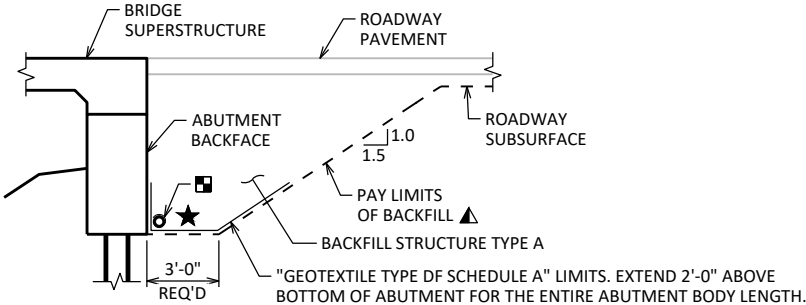 BRIDGE
SUPERSTRUCTURE
ROADWAY
PAVEMENT
ABUTMENT
BACKFACE
1.0
1.5
ROADWAY
SUBSURFACE
PAY LIMITS
OF BACKFILL
BACKFILL STRUCTURE TYPE A
3'-0"
REQ'D
"GEOTEXTILE TYPE DF SCHEDULE A" LIMITS. EXTEND 2'-0" ABOVE
BOTTOM OF ABUTMENT FOR THE ENTIRE ABUTMENT BODY LENGTH.